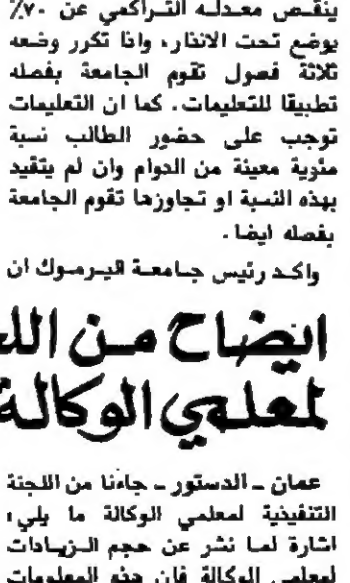 ينقص معدله التراكمي عن ٧٠٪
يوضع تحت الانذار، واذا تكرر وضعه
ثلاثة فصول تقوم الجامعة بفصله
تطبيقا للتعليمات. كما ان التعليمات
توجب على حضور الطالب نسبة
مئوية معينة من الدوام وان لم يتقيد
بهذه النسبة او تجاوزها تقوم الجامعة
بفصله ايضا.
واكد رئيس جامعة اليرموك ان
ايضاح من
لمعلمي الوكالة
عمان ـ الدستور ـ جاءنا من اللجنة
التنفيذية لمعلمي الوكالة ما يلي:
اشارة لما نشر عن حجم الزيادات
لمعلمي الوكالة فان هذه المعلومات